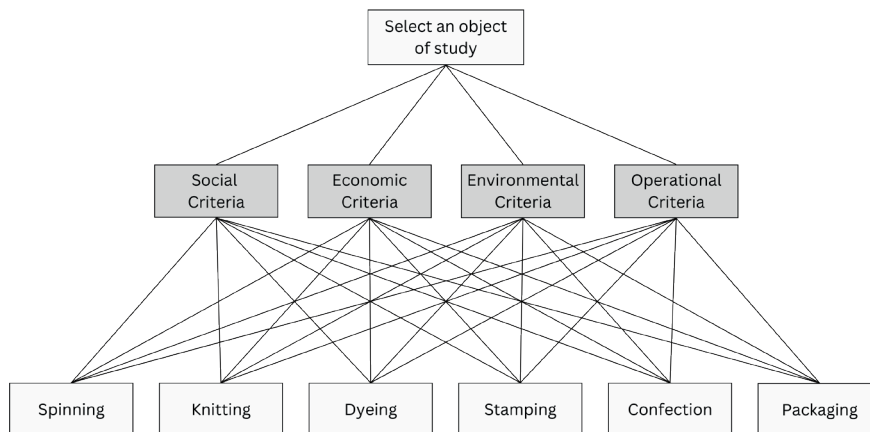 Select an object
of study
Social
Criteria
Economic
Criteria
Environmental
Criteria
Operational
Criteria
Spinning
Knitting
Dyeing
Stamping
Confection
Packaging